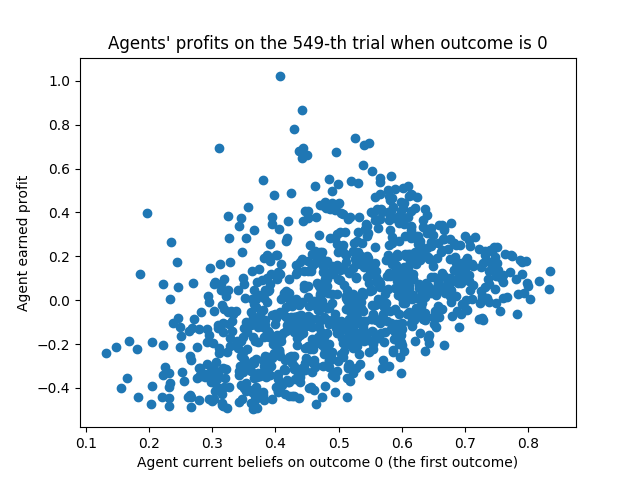 Agents' profits on the 549-th trial when outcome is 0
1.0
0.8
0.6
0.4
0.2
0.0
−0.2
−0.4
Agent earned profit
0.1 0.2 0.3 0.4 0.5 0.6 0.7 0.8
Agent current beliefs on outcome 0 (the first outcome)